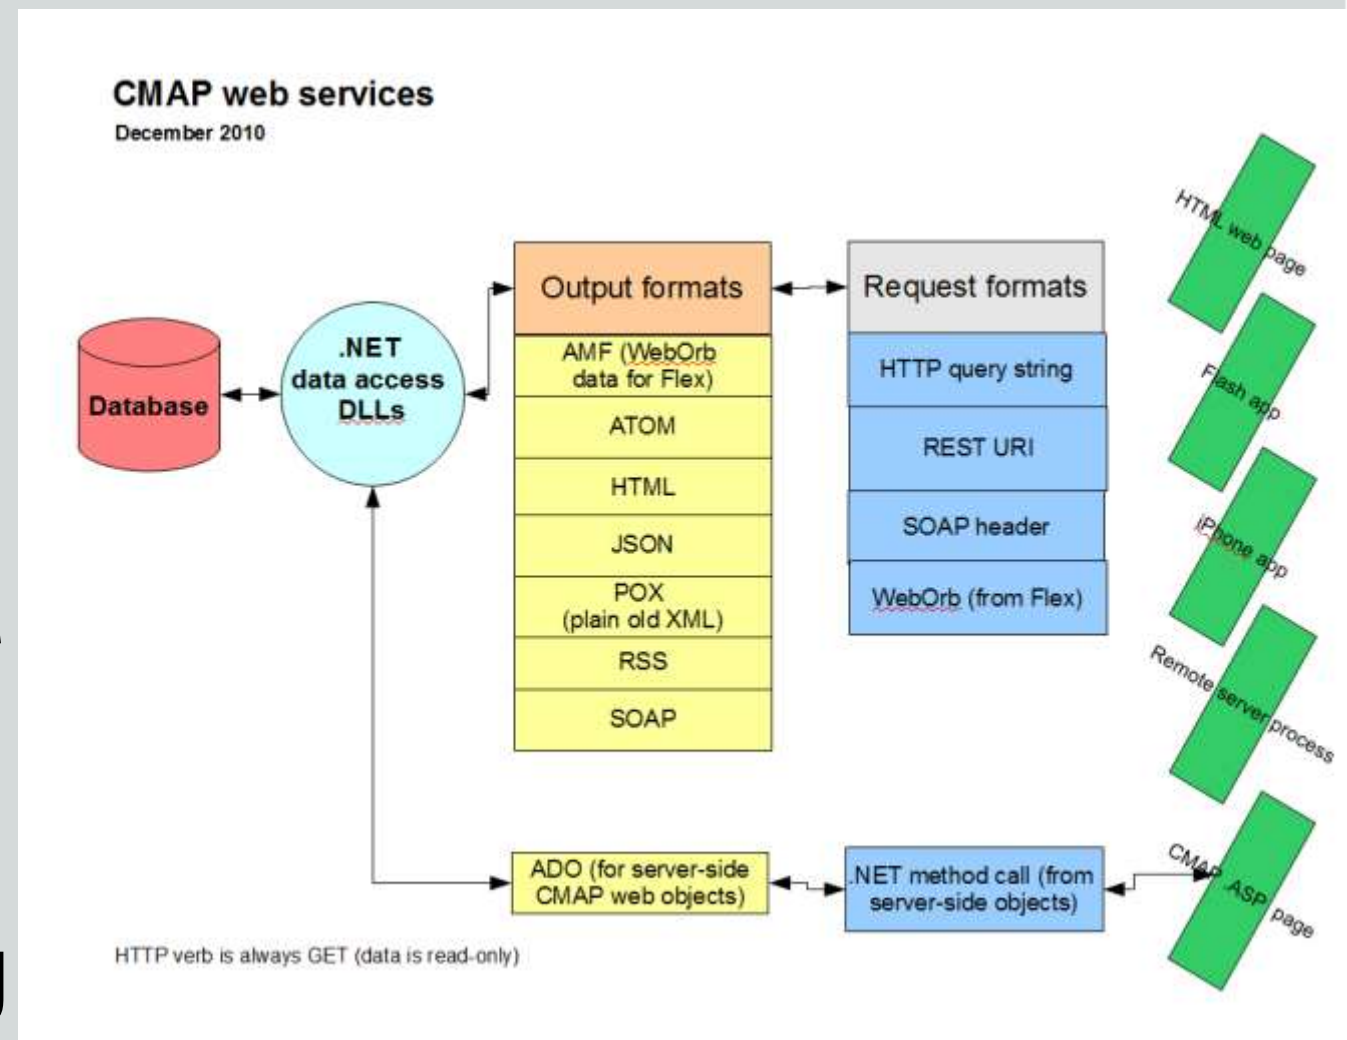 CMAP web services
December 2010
Database
.NET
data access
DLLs
Output formats
AMF (WebOrb
data for Flex)
ATOM
HTML
JSON
POX
(plain old XML)
RSS
SOAP
Request formats
HTTP query string
REST URI
SOAP header
WebOrb (from Flex)
HTML web page
Flash app
iPhone app
Remote server process
CMAP .ASP page
ADO (for server-side
CMAP web objects)
.NET method call (from
server-side objects)
HTTP verb is always GET (data is read-only)